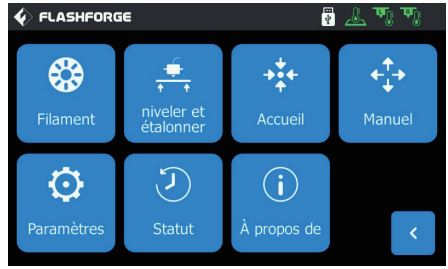 FLASHFORGE
L R
Filament
niveler et
étalonner
Accueil
Manuel
Paramètres
Statut
À propos de